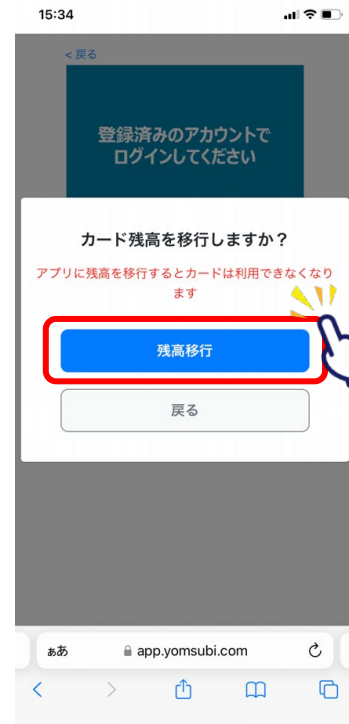 15:34
<戻る
登録済みのアカウントで
ログインしてください
カード残高を移行しますか？
アプリに残高を移行するとカードは利用できなくなり
ます
残高移行
戻る
ぁあ
app.yomsubi.com